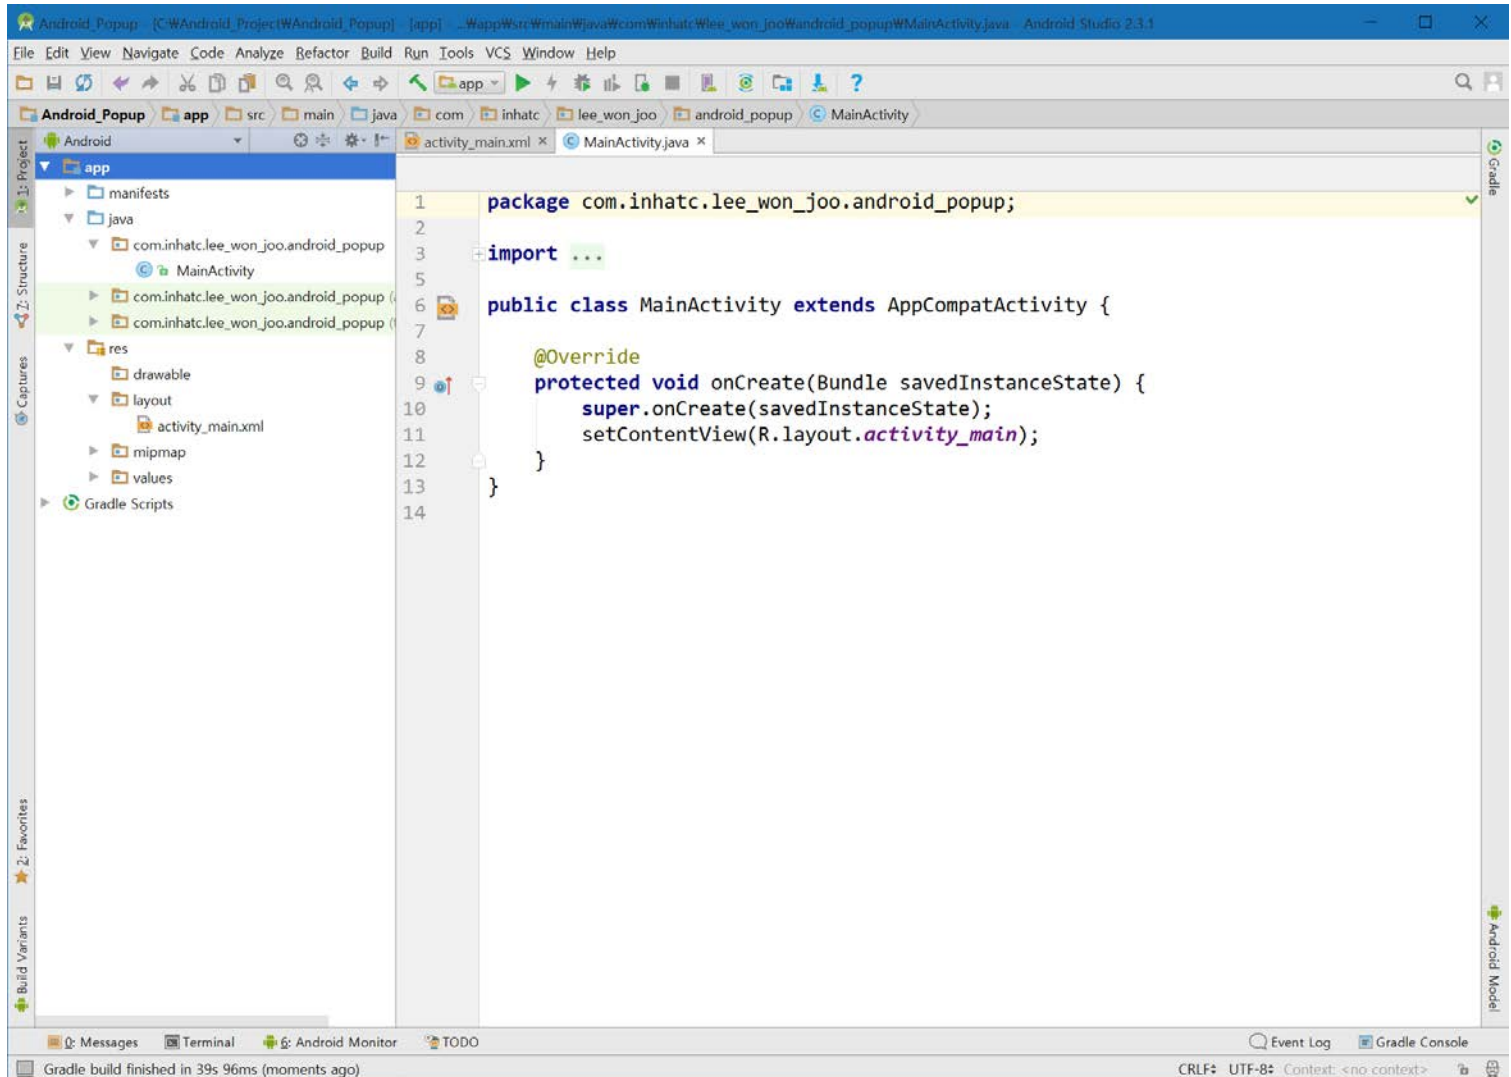 Android_Popup - [C:₩Android_Project₩Android_Popup] - [app] - ...₩app₩src₩main₩java₩com₩inhatc₩lee_won_joo₩android_popup₩MainActivity.java - Android Studio 2.3.1
File Edit View Navigate Code Analyze Refactor Build Run Tools VCS Window Help
app
Android_Popup app src main java com inhatc lee_won_joo android_popup MainActivity
Android
activity_main.xml MainActivity.java
1: Project
7: Structure
Captures
2: Favorites
Build Variants
app
manifests
java
com.inhatc.lee_won_joo.android_popup
MainActivity
com.inhatc.lee_won_joo.android_popup (
com.inhatc.lee_won_joo.android_popup (
res
drawable
layout
activity_main.xml
mipmap
values
Gradle Scripts
1 package com.inhatc.lee_won_joo.android_popup;
2
3 import ...
5
6 public class MainActivity extends AppCompatActivity {
7
8 @Override
9 protected void onCreate(Bundle savedInstanceState) {
10 super.onCreate(savedInstanceState);
11 setContentView(R.layout.activity_main);
12 }
13 }
14
Gradle
Android Model
0: Messages Terminal 6: Android Monitor TODO Event Log Gradle Console
Gradle build finished in 39s 96ms (moments ago) CRLF UTF-8 Context: <no context>